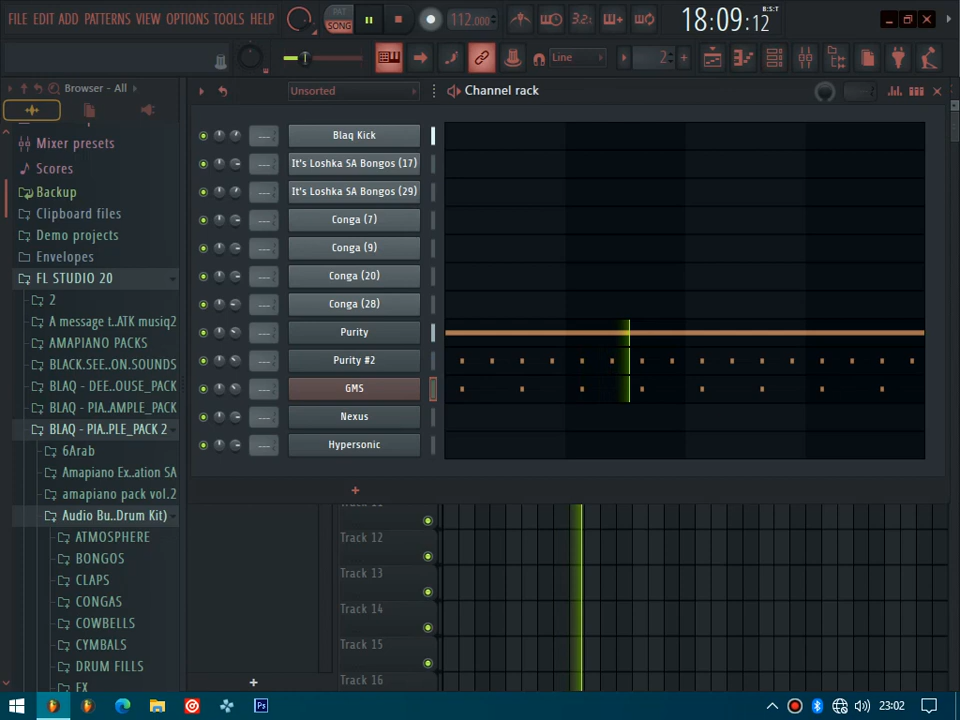 FILE EDIT ADD PATTERNS VIEW OPTIONS TOOLS HELP
PAT
SONG
112.000
3.2.1
18:09:12
B:S:T
Line
2
Browser - All
Unsorted
Channel rack
Mixer presets
Scores
Backup
Clipboard files
Demo projects
Envelopes
FL STUDIO 20
2
A message t..ATK musiq2
AMAPIANO PACKS
BLACK.SEE..ON.SOUNDS
BLAQ - DEE..OUSE_PACK
BLAQ - PIA..AMPLE_PACK
BLAQ - PIA..PLE_PACK 2
6Arab
Amapiano Ex..ation SA
amapiano pack vol.2
Audio Bu..Drum Kit)
ATMOSPHERE
BONGOS
CLAPS
CONGAS
COWBELLS
CYMBALS
DRUM FILLS
FX
Blaq Kick
It's Loshka SA Bongos (17)
It's Loshka SA Bongos (29)
Conga (7)
Conga (9)
Conga (20)
Conga (28)
Purity
Purity #2
GMS
Nexus
Hypersonic
Track 12
Track 13
Track 14
Track 15
Track 16
Ps
23:02